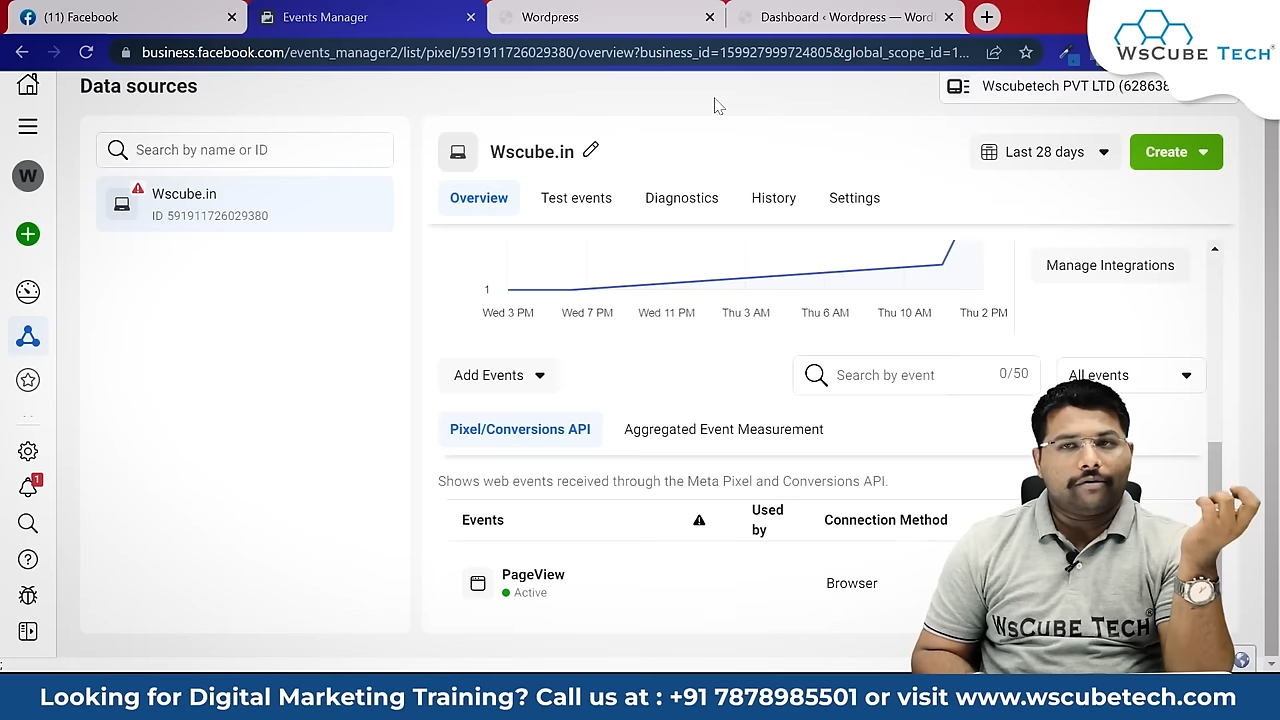 (11) Facebook
Events Manager
Wordpress
Dashboard ‹ Wordpress — Word
business.facebook.com/events_manager2/list/pixel/591911726029380/overview?business_id=1599279997248058&global_scope_id=1...
WsCube Tech
Data sources
Wscubetech PVT LTD (628638
Search by name or ID
Wscube.in
Last 28 days
Create
W
Wscube.in
ID 591911726029380
Overview
Test events
Diagnostics
History
Settings
Manage Integrations
1
Wed 3 PM
Wed 7 PM
Wed 11 PM
Thu 3 AM
Thu 6 AM
Thu 10 AM
Thu 2 PM
Add Events
Search by event
0/50
All events
Pixel/Conversions API
Aggregated Event Measurement
1
Shows web events received through the Meta Pixel and Conversions API.
Events
Used
by
Connection Method
PageView
Active
Browser
WsCube Tech
Looking for Digital Marketing Training? Call us at : +91 7878985501 or visit www.wscubetech.com